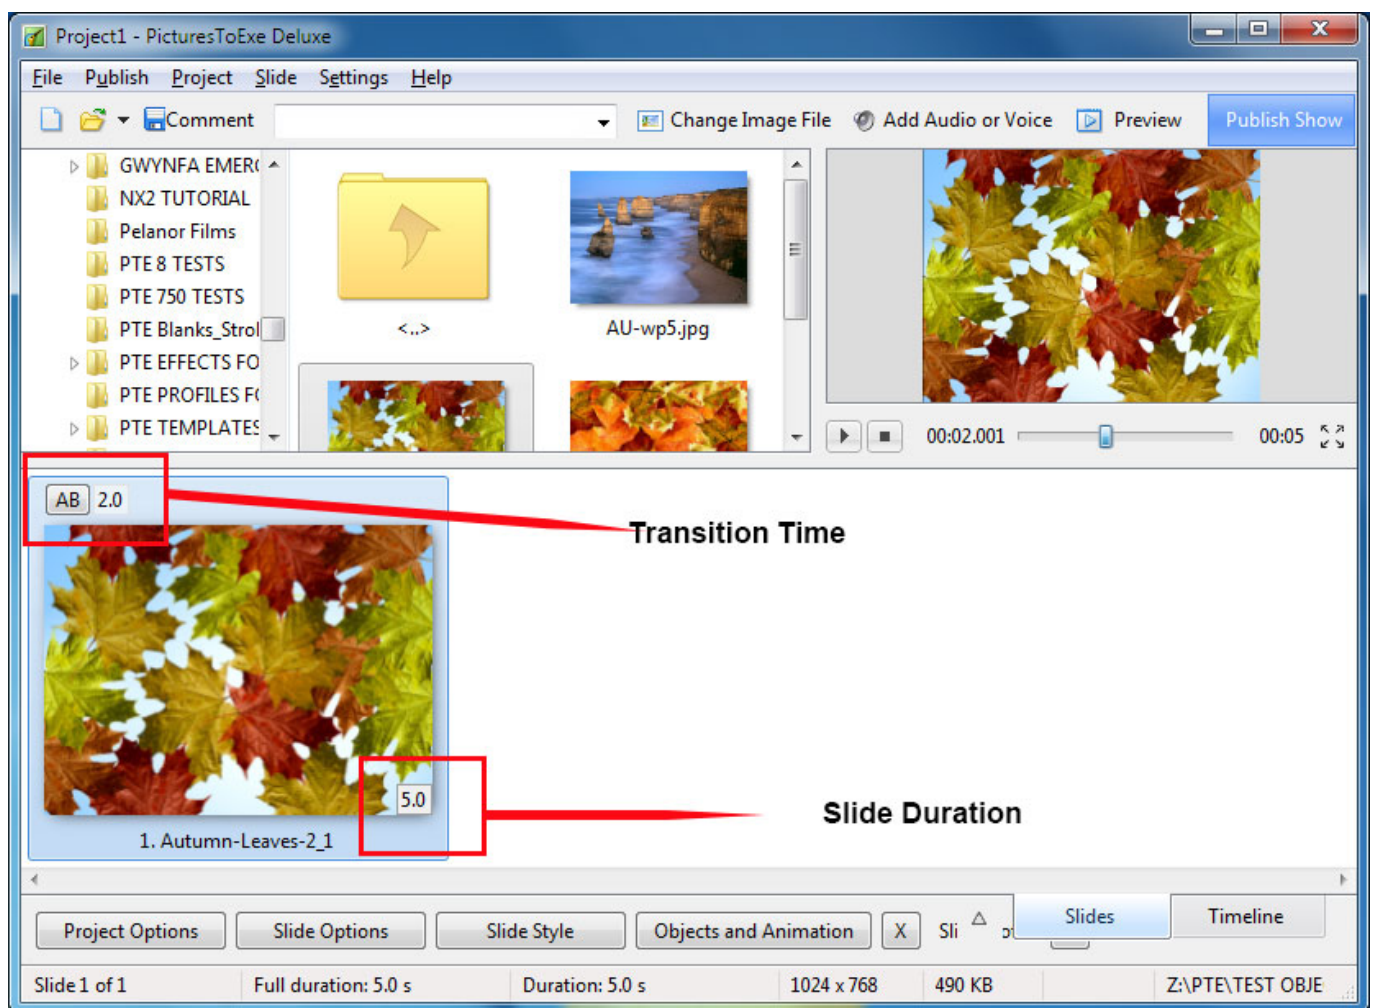 Project1 - PicturesToExe Deluxe
File Publish Project Slide Settings Help
Comment Change Image File Add Audio or Voice Preview Publish Show
GWYNFA EMER
NX2 TUTORIAL
Pelanor Films
PTE 8 TESTS
PTE 750 TESTS
PTE Blanks_Strol
PTE EFFECTS FO
PTE PROFILES F
PTE TEMPLATES
<..>
AU-wp5.jpg
00:02.001 00:05
AB 2.0
Transition Time
5.0
Slide Duration
1. Autumn-Leaves-2_1
Project Options Slide Options Slide Style Objects and Animation X Sli Slides Timeline
Slide 1 of 1 Full duration: 5.0 s Duration: 5.0 s 1024 x 768 490 KB Z:\PTE\TEST OBJE